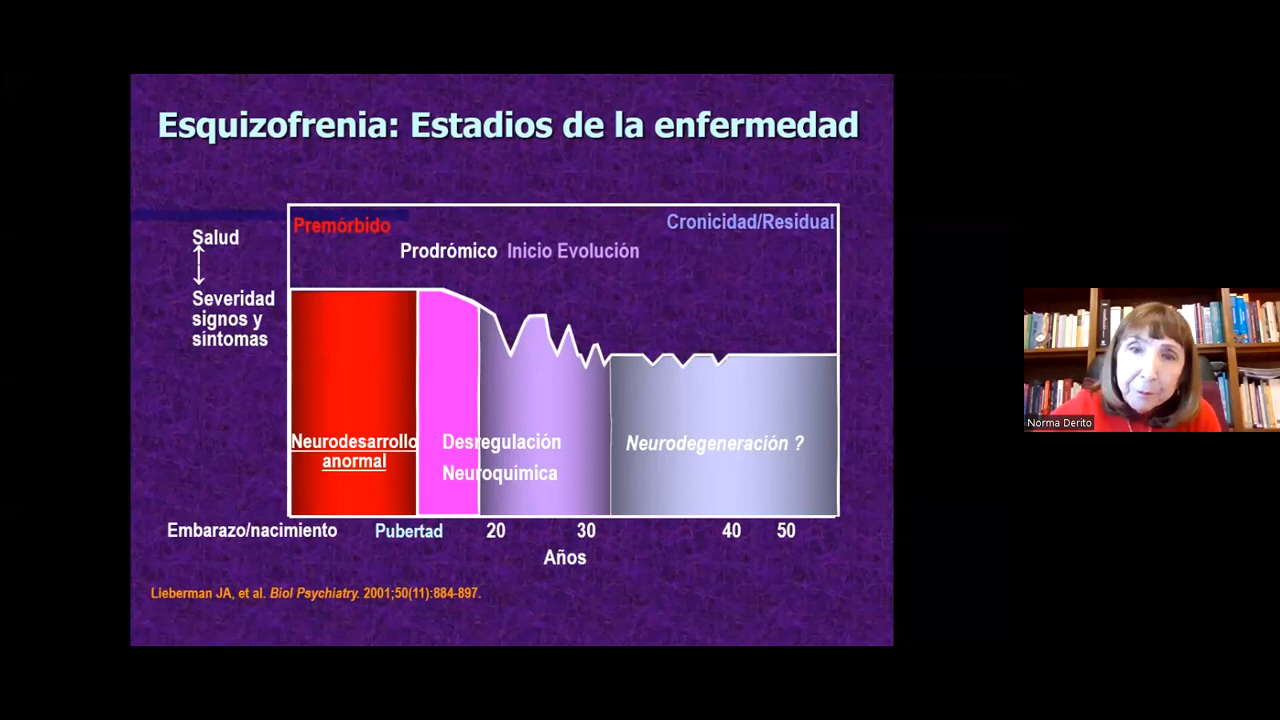 Esquizofrenia: Estadios de la enfermedad
Premórbido
Cronicidad/Residual
Salud
Prodrómico
Inicio Evolución
Severidad
signos y
síntomas
Neurodesarrollo
anormal
Desregulación
Neuroquímica
Neurodegeneración ?
Embarazo/nacimiento
Pubertad
20
30
40
50
Años
Lieberman JA, et al. Biol Psychiatry. 2001;50(11):884-897.
Norma Derito